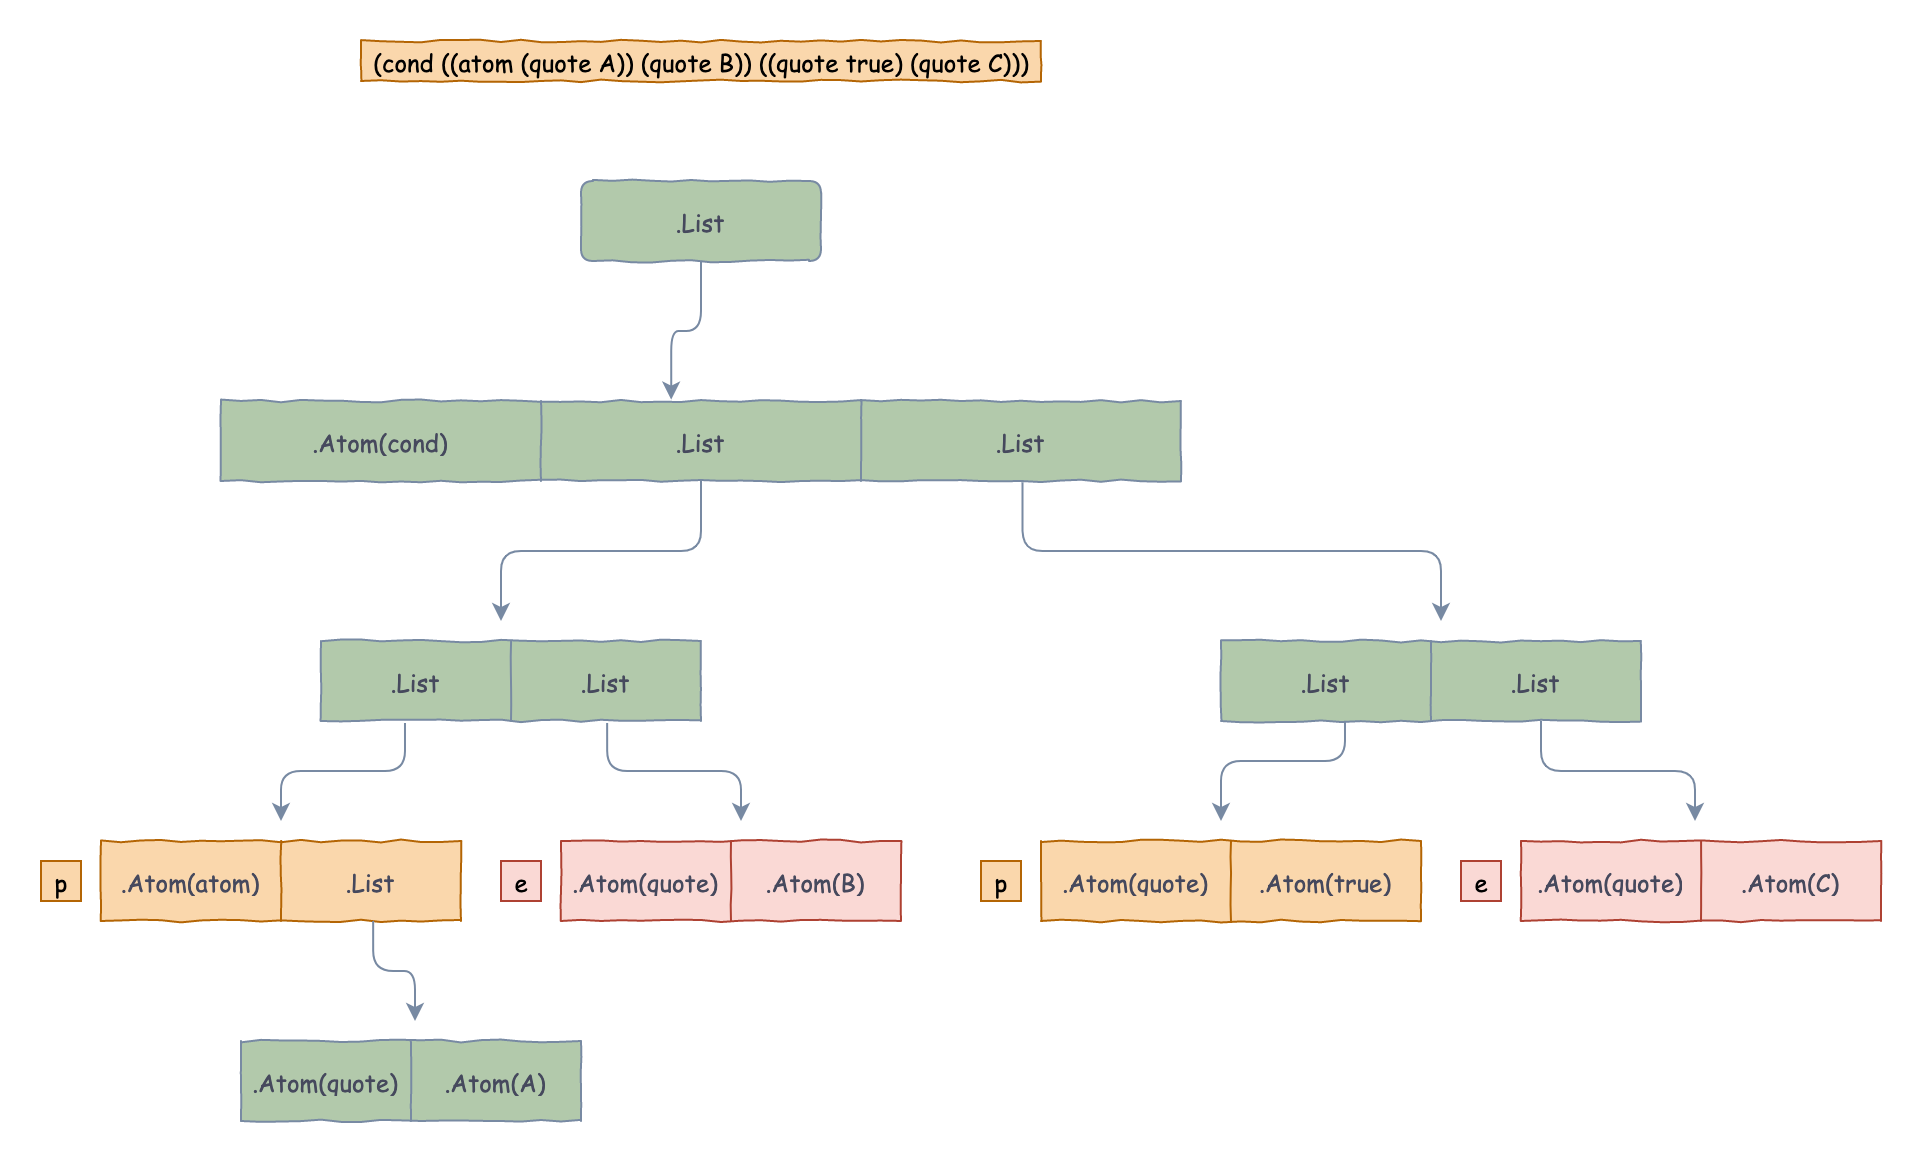 (cond ((atom (quote A)) (quote B)) ((quote true) (quote C)))
.List
.Atom(cond) .List .List
.List .List .List .List
p .Atom(atom) .List e .Atom(quote) .Atom(B) p .Atom(quote) .Atom(true) e .Atom(quote) .Atom(C)
.Atom(quote) .Atom(A)